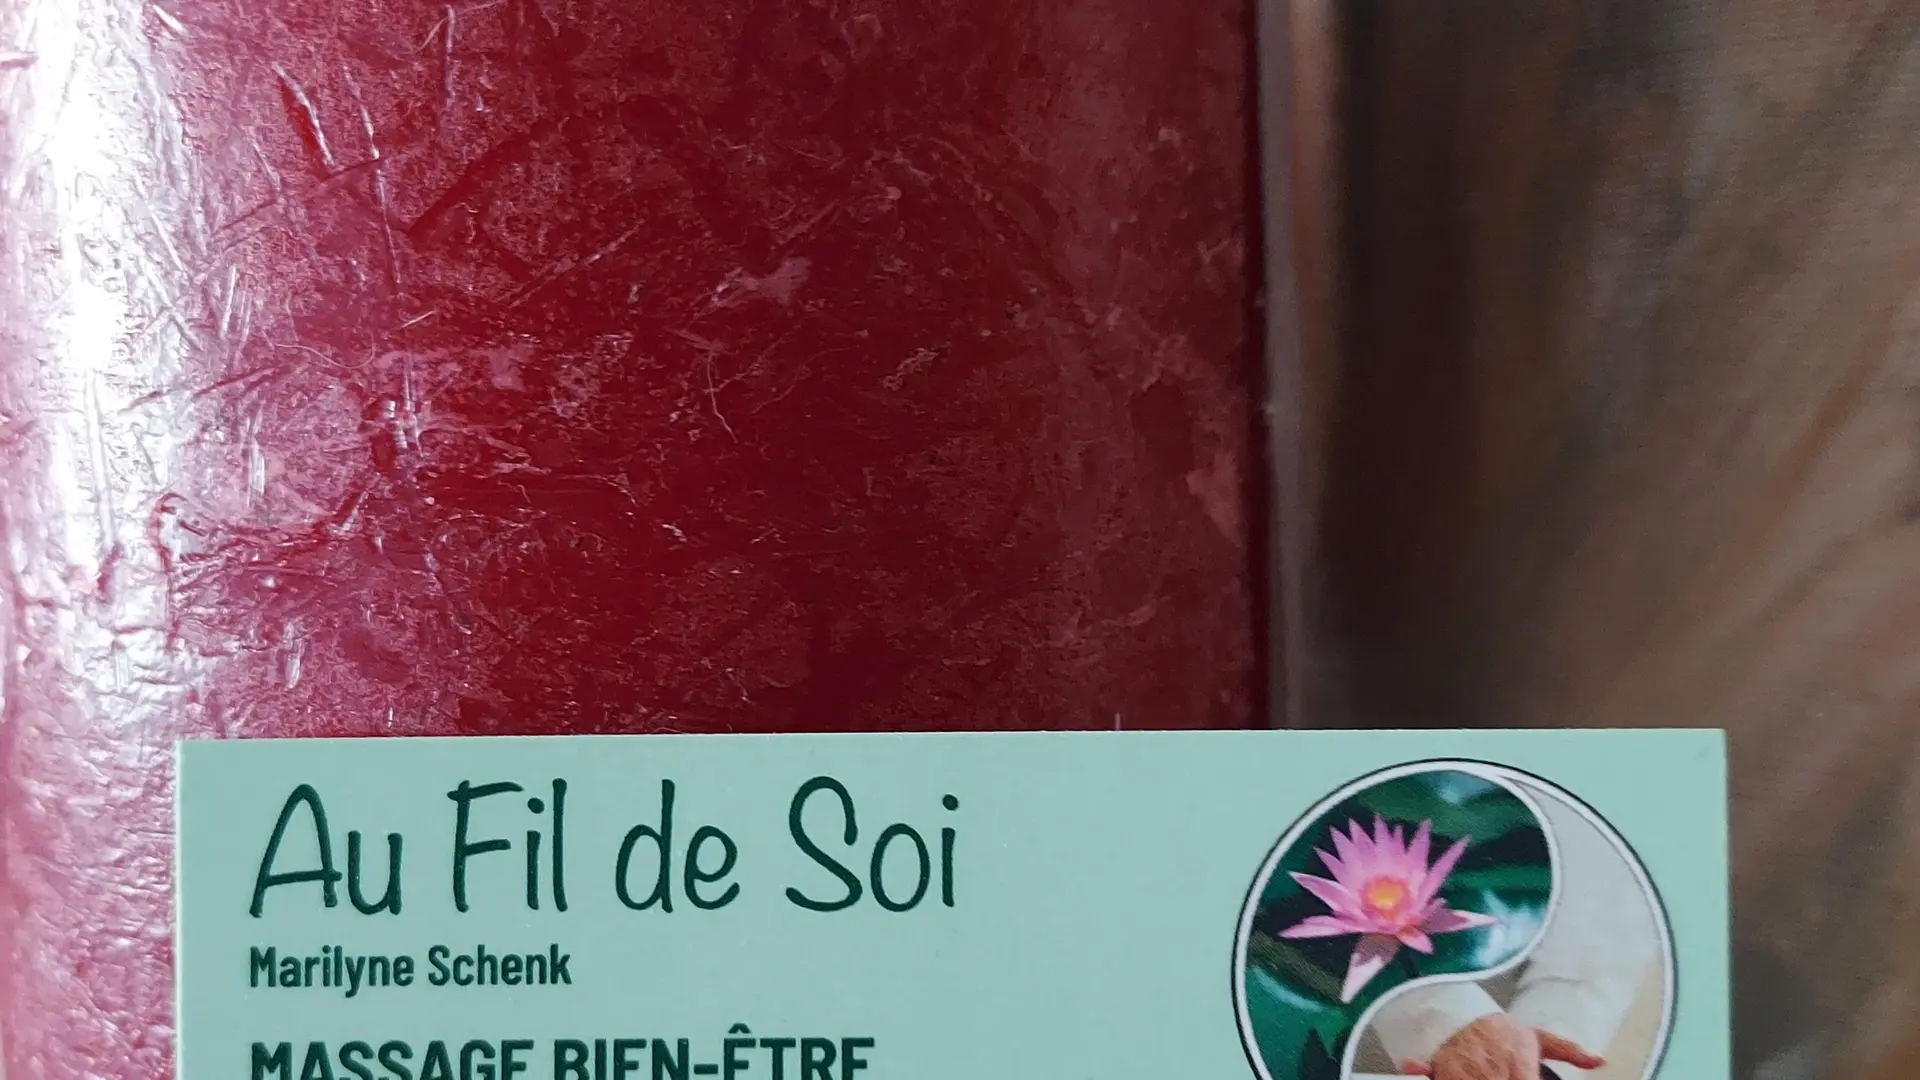 Au Fil de Soi
Marilyne Schenk
MASSAGE BIEN-ÊTRE